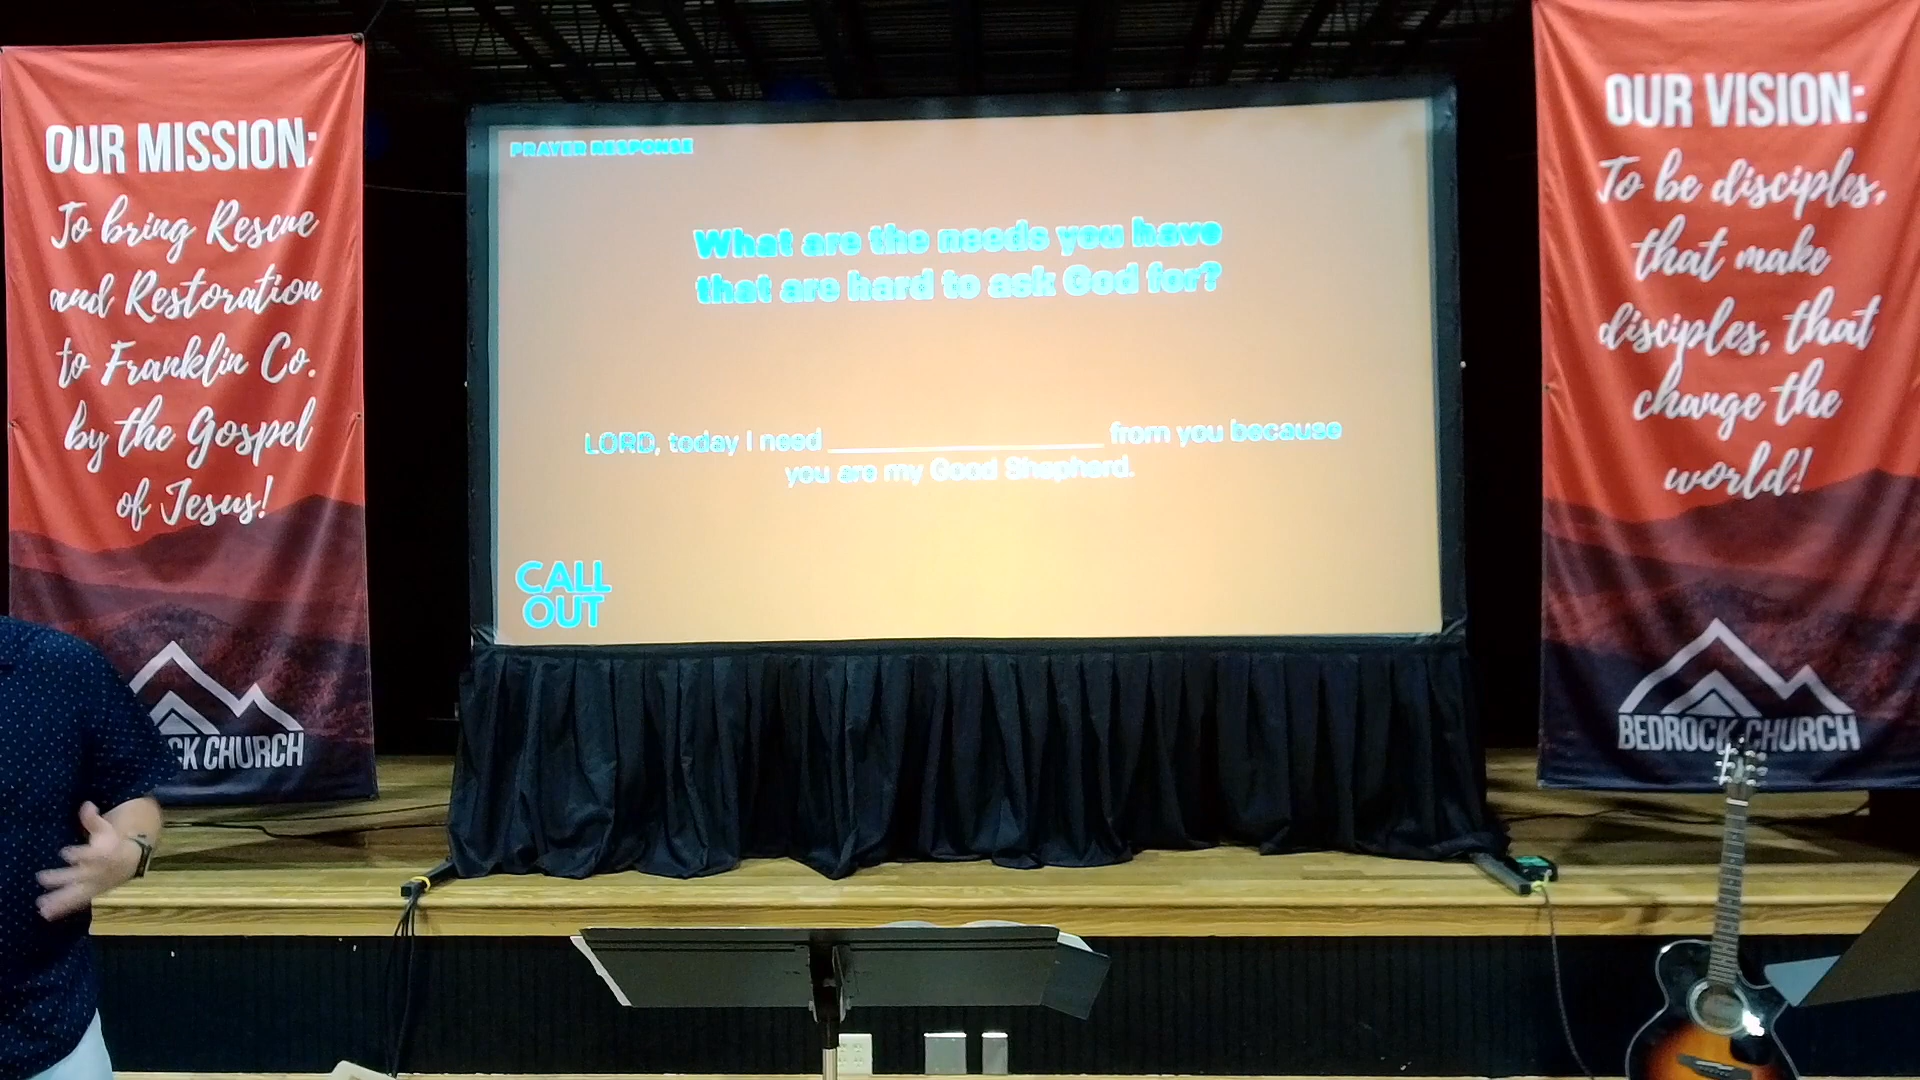 OUR MISSION:
To bring Rescue
and Restoration
to Franklin Co.
by the Gospel
of Jesus!
CK CHURCH
PRAYER RESPONSE
What are the needs you have
that are hard to ask God for?
LORD, today I need ____________________ from you because
you are my Good Shepherd.
CALL
OUT
OUR VISION:
To be disciples,
that make
disciples, that
change the
world!
BEDROCK CHURCH